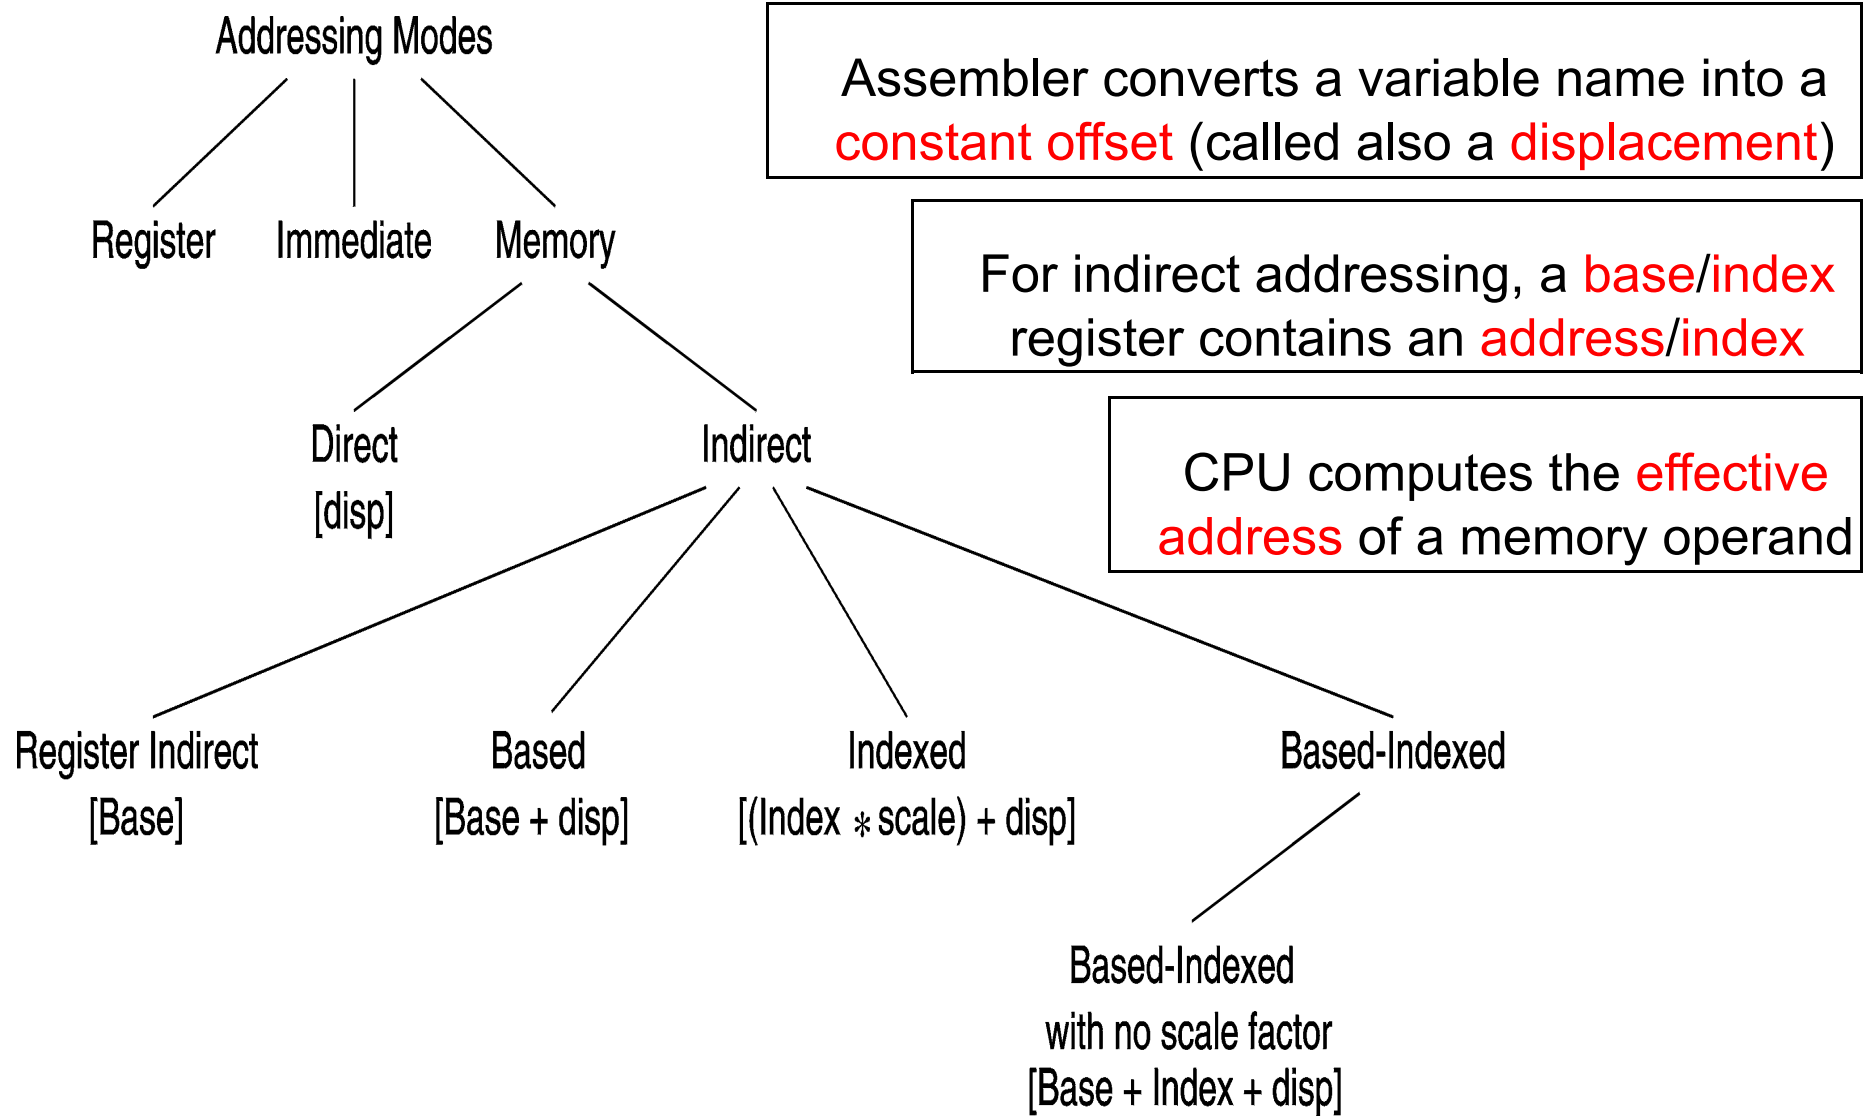 Addressing Modes
Assembler converts a variable name into a
constant offset (called also a displacement)
Register Immediate Memory
For indirect addressing, a base/index
register contains an address/index
Direct
[disp]
Indirect
CPU computes the effective
address of a memory operand
Register Indirect
[Base]
Based
[Base + disp]
Indexed
[(Index * scale) + disp]
Based-Indexed
Based-Indexed
with no scale factor
[Base + Index + disp]